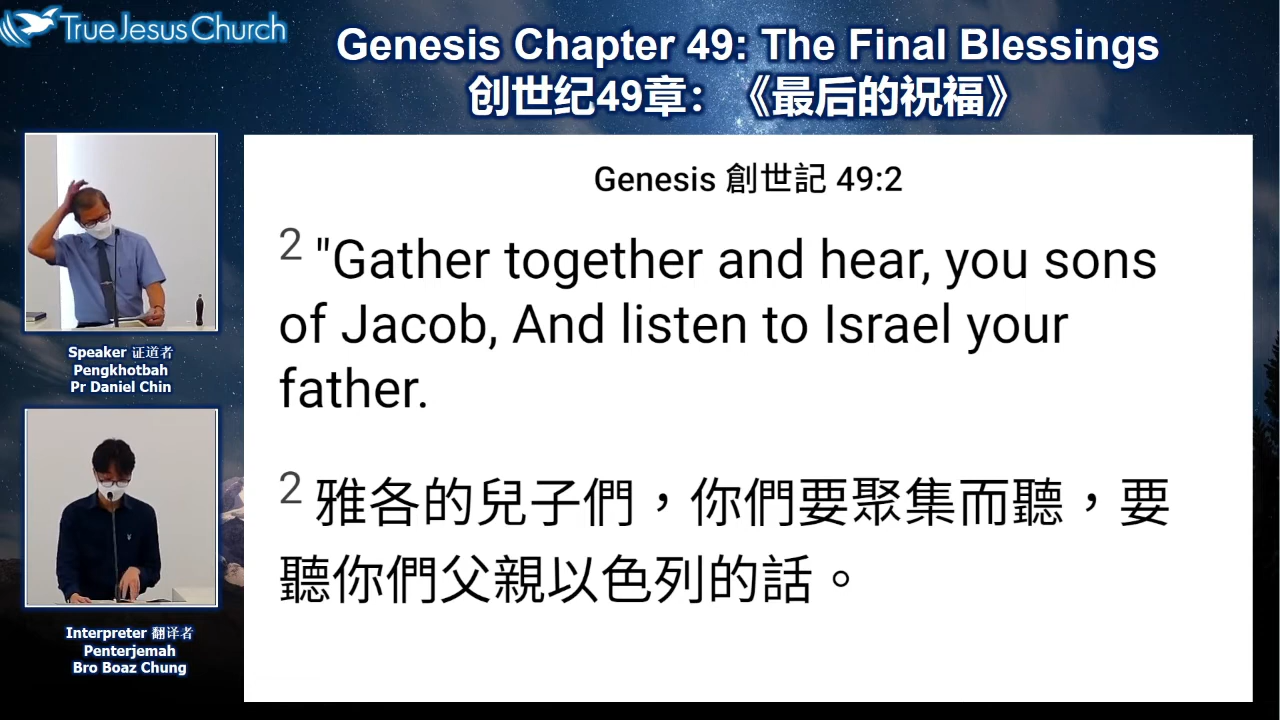 True Jesus Church
Genesis Chapter 49: The Final Blessings
创世纪49章：《最后的祝福》
Speaker 证道者
Pengkhotbah
Pr Daniel Chin
Interpreter 翻译者
Penterjemah
Bro Boaz Chung
Genesis 創世記 49:2
2 "Gather together and hear, you sons
of Jacob, And listen to Israel your
father.
2 雅各的兒子們，你們要聚集而聽，要
聽你們父親以色列的話。